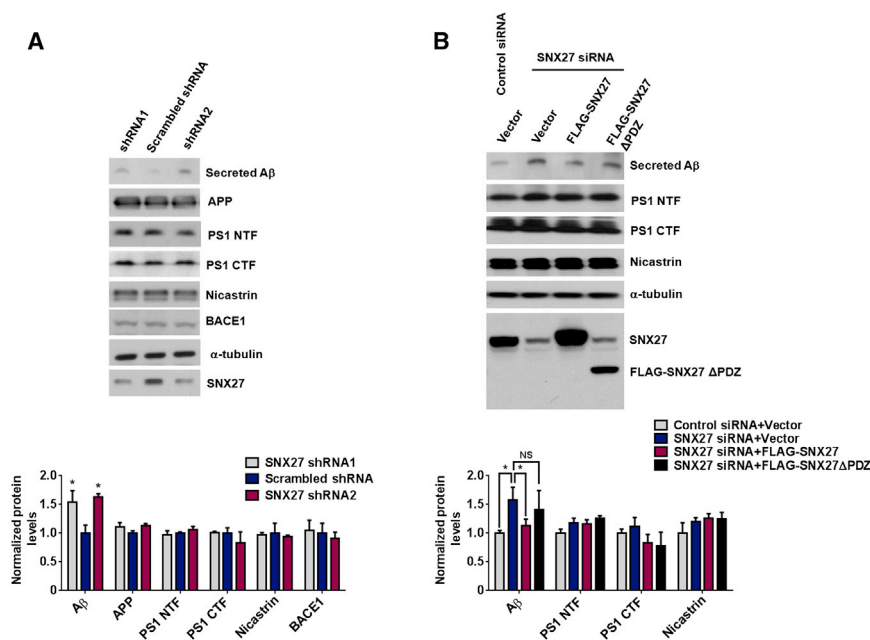 A
shRNA1
Scrambled shRNA
shRNA2
Secreted Aβ
APP
PS1 NTF
PS1 CTF
Nicastrin
BACE1
α-tubulin
SNX27
SNX27 shRNA1
Scrambled shRNA
SNX27 shRNA2
Normalized protein
levels
2.0
1.5
1.0
0.5
0
* *
Aβ
APP
PS1 NTF
PS1 CTF
Nicastrin
BACE1
B
Control siRNA
SNX27 siRNA
Vector
Vector
FLAG-SNX27
FLAG-SNX27
ΔPDZ
Secreted Aβ
PS1 NTF
PS1 CTF
Nicastrin
α-tubulin
SNX27
FLAG-SNX27 ΔPDZ
Control siRNA+Vector
SNX27 siRNA+Vector
SNX27 siRNA+FLAG-SNX27
SNX27 siRNA+FLAG-SNX27ΔPDZ
Normalized protein
levels
2.0
1.5
1.0
0.5
0
NS
* *
Aβ
PS1 NTF
PS1 CTF
Nicastrin